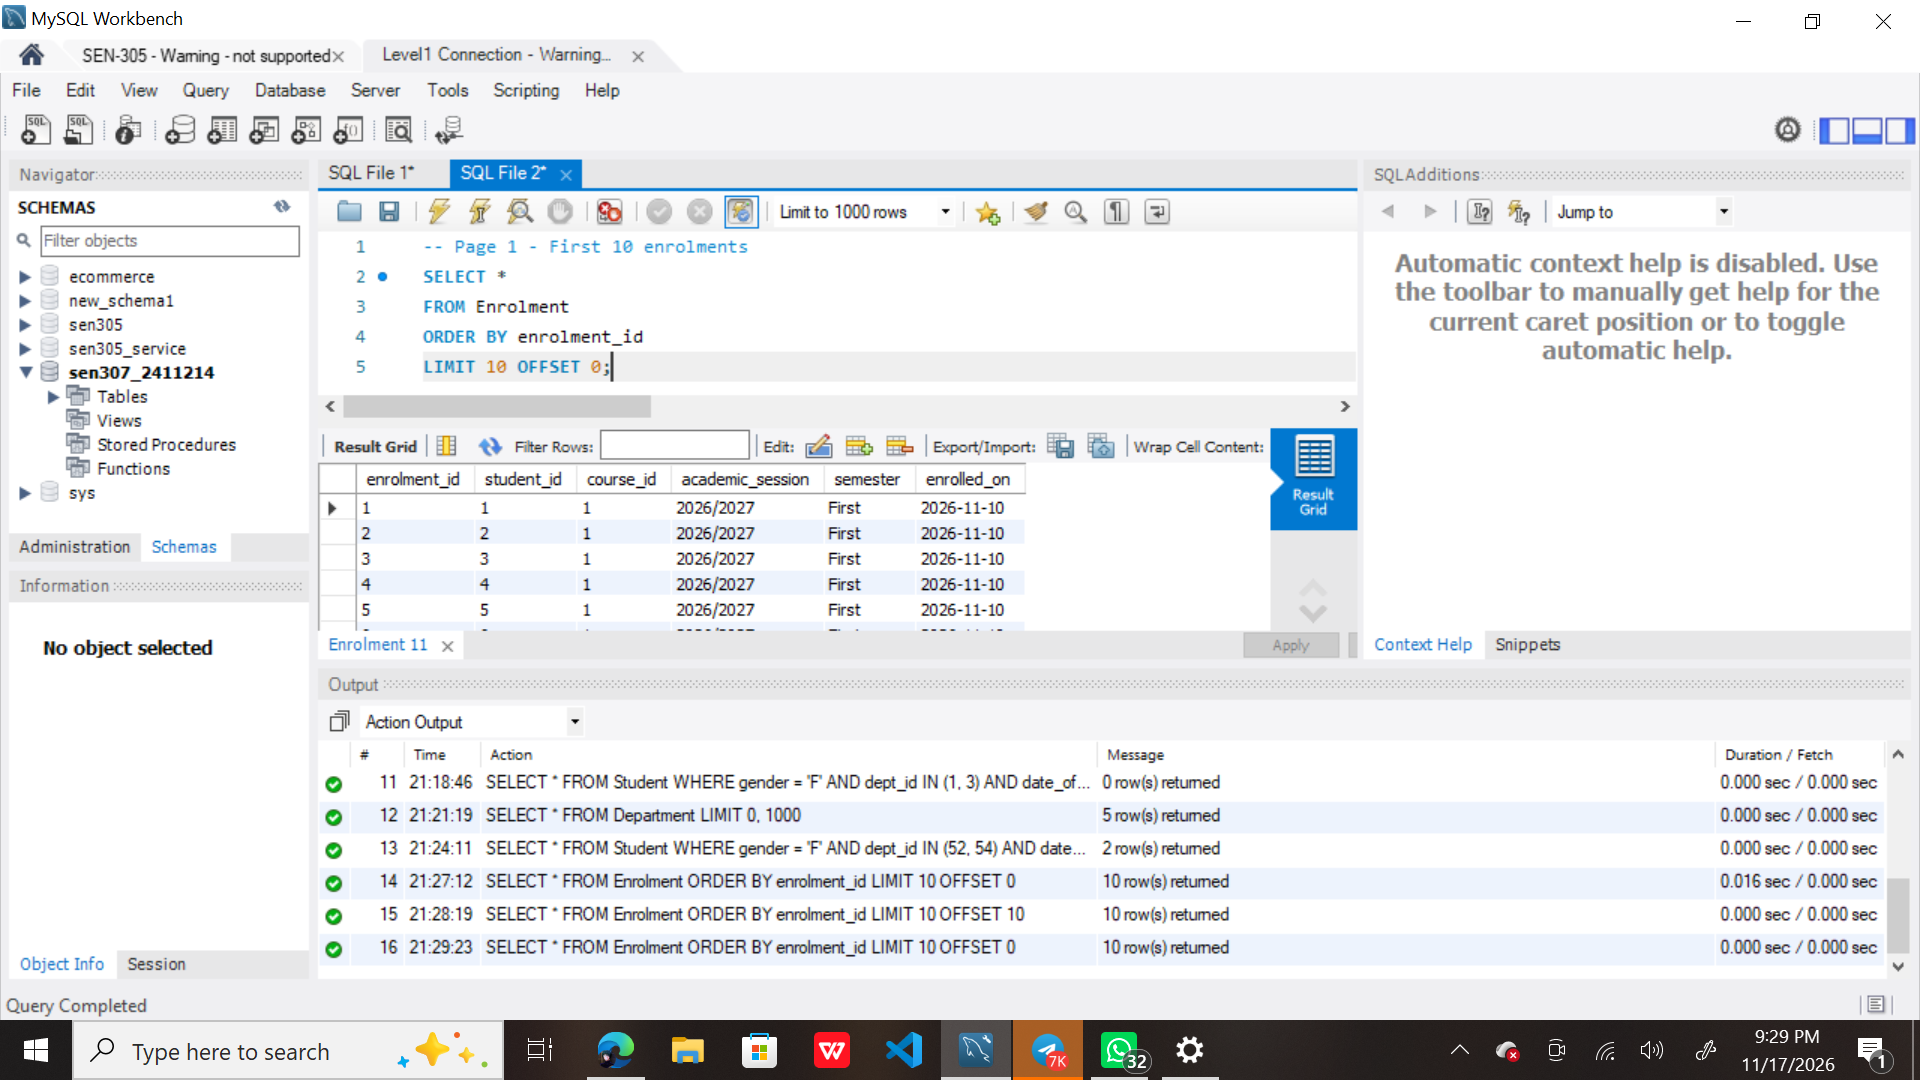 MySQL Workbench
SEN-305 - Warning - not supported
Level1 Connection - Warning...
File Edit View Query Database Server Tools Scripting Help
Navigator
SCHEMAS
Filter objects
ecommerce
new_schema1
sen305
sen305_service
sen307_2411214
Tables
Views
Stored Procedures
Functions
sys
Administration Schemas
Information
No object selected
Object Info Session
SQL File 1*
SQL File 2*
Limit to 1000 rows
1 -- Page 1 - First 10 enrolments
2 SELECT *
3 FROM Enrolment
4 ORDER BY enrolment_id
5 LIMIT 10 OFFSET 0;
Result Grid Filter Rows: Edit: Export/Import: Wrap Cell Content:
enrolment_id student_id course_id academic_session semester enrolled_on
1 1 1 2026/2027 First 2026-11-10
2 2 1 2026/2027 First 2026-11-10
3 3 1 2026/2027 First 2026-11-10
4 4 1 2026/2027 First 2026-11-10
5 5 1 2026/2027 First 2026-11-10
Result
Grid
Enrolment 11
Apply
SQLAdditions
Jump to
Automatic context help is disabled. Use
the toolbar to manually get help for the
current caret position or to toggle
automatic help.
Context Help Snippets
Output
Action Output
# Time Action Message Duration / Fetch
11 21:18:46 SELECT * FROM Student WHERE gender = 'F' AND dept_id IN (1, 3) AND date_of... 0 row(s) returned 0.000 sec / 0.000 sec
12 21:21:19 SELECT * FROM Department LIMIT 0, 1000 5 row(s) returned 0.000 sec / 0.000 sec
13 21:24:11 SELECT * FROM Student WHERE gender = 'F' AND dept_id IN (52, 54) AND date... 2 row(s) returned 0.000 sec / 0.000 sec
14 21:27:12 SELECT * FROM Enrolment ORDER BY enrolment_id LIMIT 10 OFFSET 0 10 row(s) returned 0.016 sec / 0.000 sec
15 21:28:19 SELECT * FROM Enrolment ORDER BY enrolment_id LIMIT 10 OFFSET 10 10 row(s) returned 0.000 sec / 0.000 sec
16 21:29:23 SELECT * FROM Enrolment ORDER BY enrolment_id LIMIT 10 OFFSET 0 10 row(s) returned 0.000 sec / 0.000 sec
Query Completed
Type here to search
7K
32
9:29 PM
11/17/2026
1